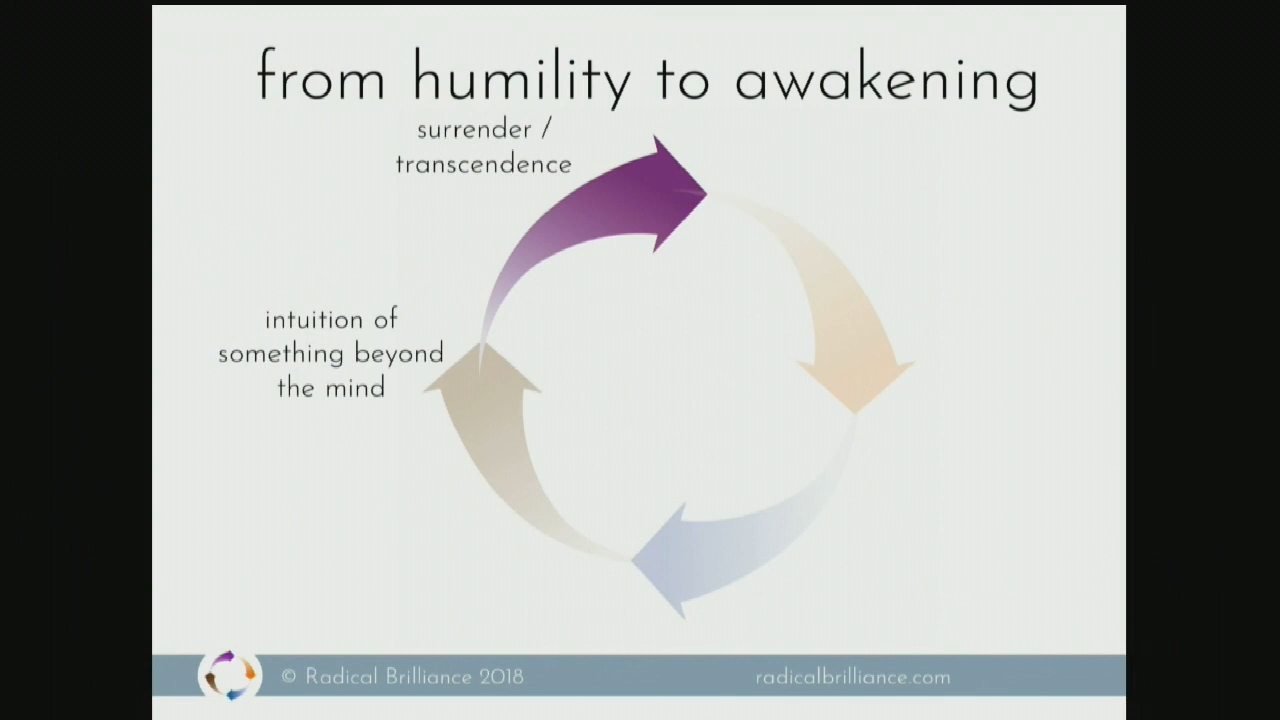 from humility to awakening
surrender /
transcendence
intuition of
something beyond
the mind
© Radical Brilliance 2018
radicalbrilliance.com